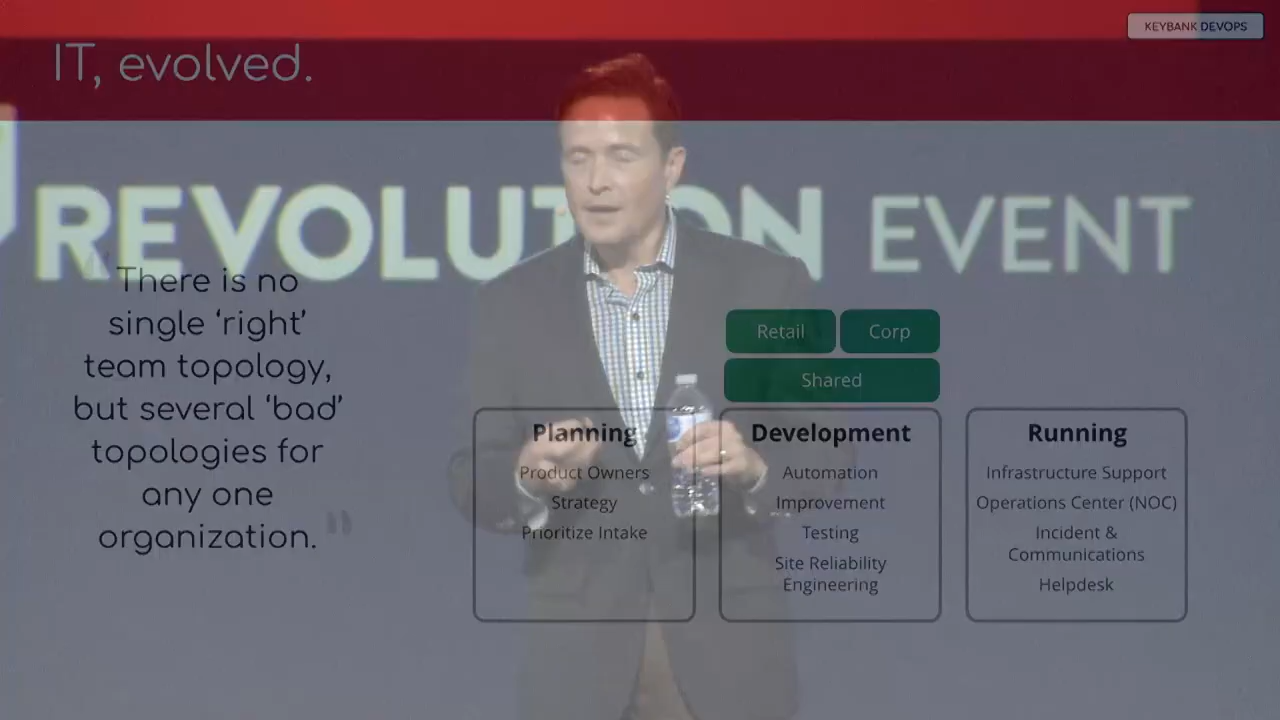 KEYBANK DEVOPS
IT, evolved.
REVOLUTION EVENT
“There is no
single ‘right’
team topology,
but several ‘bad’
topologies for
any one
organization.”
Retail
Corp
Shared
Planning
Product Owners
Strategy
Prioritize Intake
Development
Automation
Improvement
Testing
Site Reliability
Engineering
Running
Infrastructure Support
Operations Center (NOC)
Incident &
Communications
Helpdesk